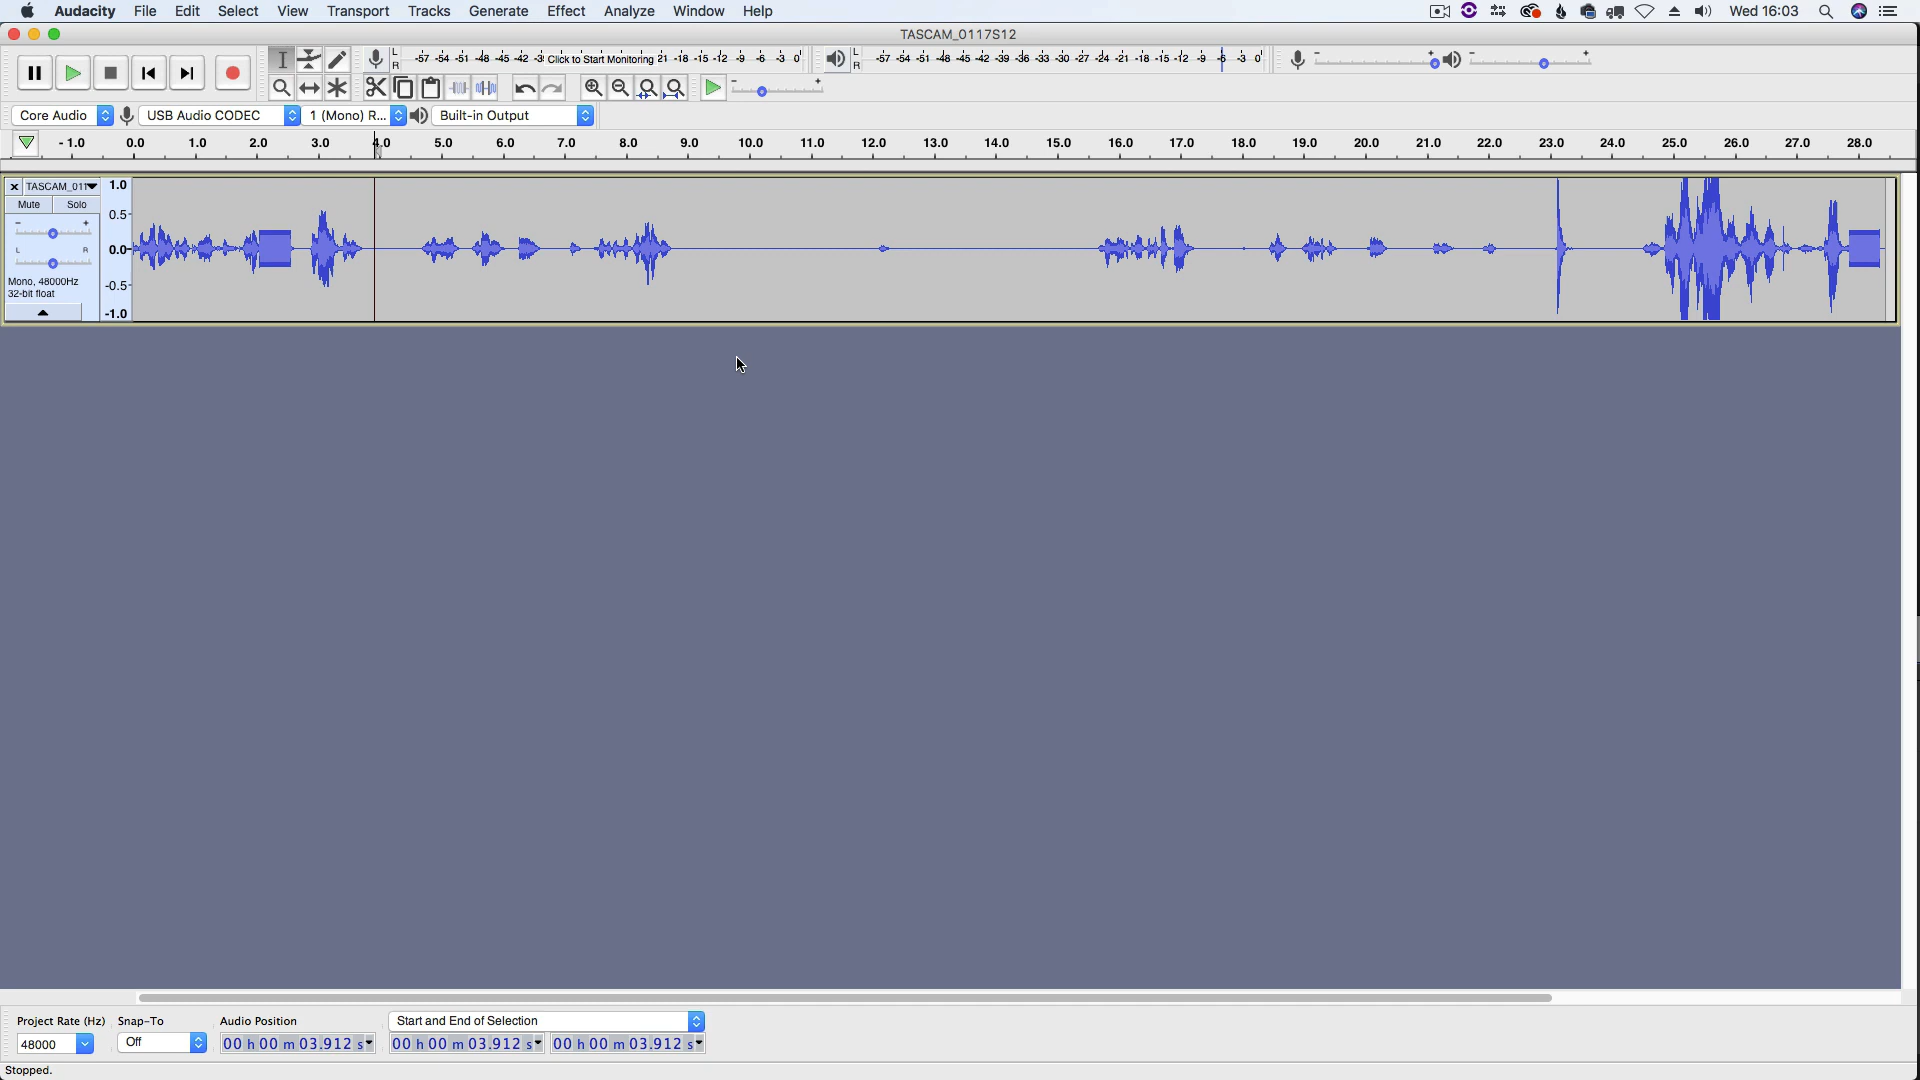 Audacity File Edit Select View Transport Tracks Generate Effect Analyze Window Help Wed 16:03
TASCAM_0117S12
L -57 -54 -51 -48 -45 -42 Click to Start Monitoring 21 -18 -15 -12 -9 -6 -3 0 L -57 -54 -51 -48 -45 -42 -39 -36 -33 -30 -27 -24 -21 -18 -15 -12 -9 -6 -3 0 - + - +
R R
- +
Core Audio USB Audio CODEC 1 (Mono) R... Built-in Output
-1.0 0.0 1.0 2.0 3.0 4.0 5.0 6.0 7.0 8.0 9.0 10.0 11.0 12.0 13.0 14.0 15.0 16.0 17.0 18.0 19.0 20.0 21.0 22.0 23.0 24.0 25.0 26.0 27.0 28.0
x TASCAM_011 1.0
Mute Solo
- + 0.5
L R 0.0
Mono, 48000Hz
32-bit float -0.5
-1.0
Project Rate (Hz) Snap-To Audio Position Start and End of Selection
48000 Off 00 h 00 m 03.912 s 00 h 00 m 03.912 s 00 h 00 m 03.912 s
Stopped.